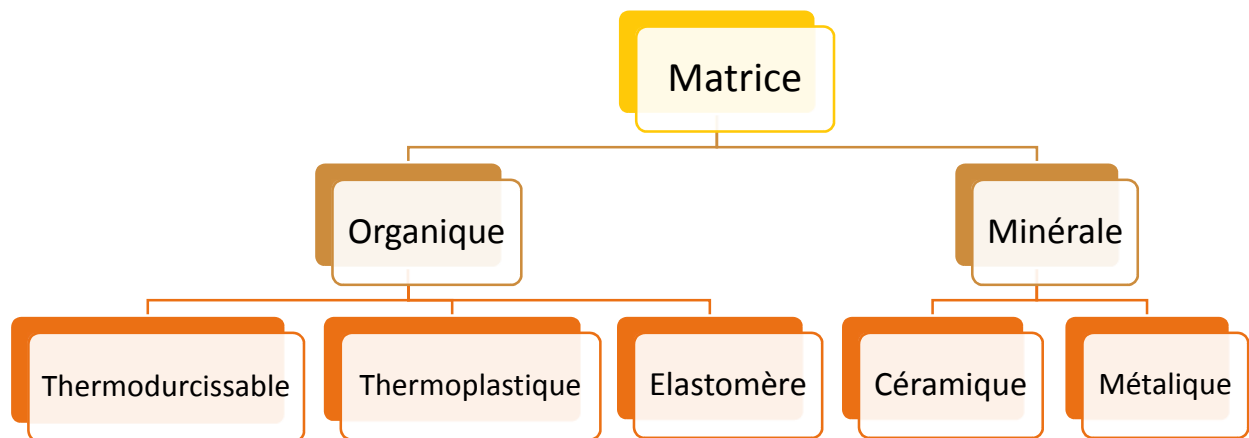 Matrice
Organique
Minérale
Thermodurcissable
Thermoplastique
Elastomère
Céramique
Métalique